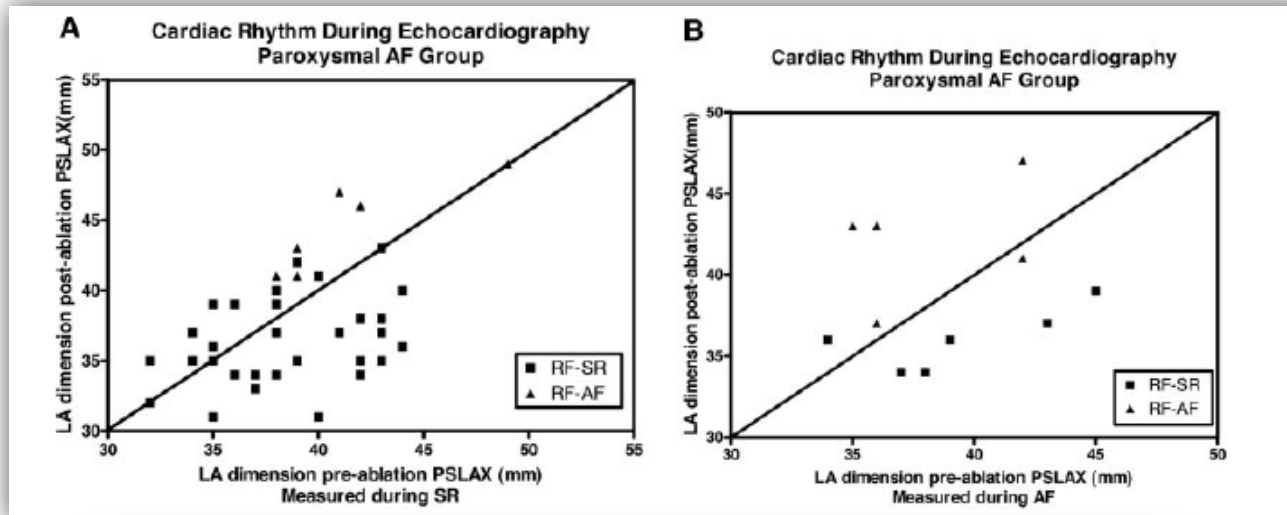 A
Cardiac Rhythm During Echocardiography
Paroxysmal AF Group
LA dimension post-ablation PSLAX(mm)
55
50
45
40
35
30
30
35
40
45
50
55
RF-SR
RF-AF
LA dimension pre-ablation PSLAX (mm)
Measured during SR
B
Cardiac Rhythm During Echocardiography
Paroxysmal AF Group
LA dimension post-ablation PSLAX(mm)
50
45
40
35
30
30
35
40
45
50
RF-SR
RF-AF
LA dimension pre-ablation PSLAX (mm)
Measured during AF